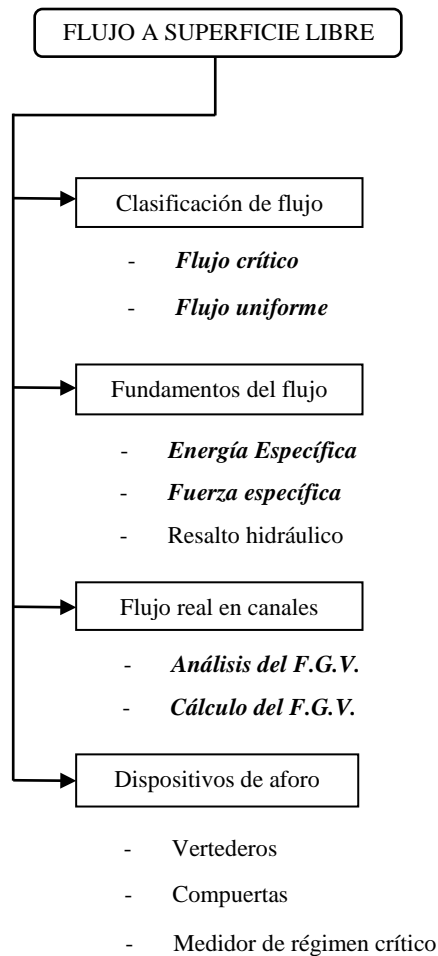 FLUJO A SUPERFICIE LIBRE
Clasificación de flujo
- Flujo crítico
- Flujo uniforme
Fundamentos del flujo
- Energía Específica
- Fuerza específica
- Resalto hidráulico
Flujo real en canales
- Análisis del F.G.V.
- Cálculo del F.G.V.
Dispositivos de aforo
- Vertederos
- Compuertas
- Medidor de régimen crítico